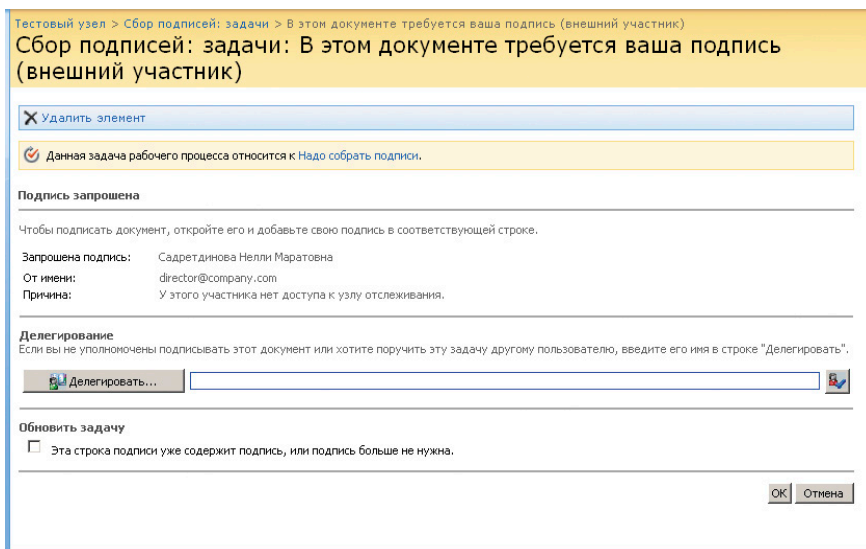 Тестовый узел > Сбор подписей: задачи > В этом документе требуется ваша подпись (внешний участник)
Сбор подписей: задачи: В этом документе требуется ваша подпись
(внешний участник)
Удалить элемент
Данная задача рабочего процесса относится к Надо собрать подписи.
Подпись запрошена
Чтобы подписать документ, откройте его и добавьте свою подпись в соответствующей строке.
Запрошена подпись: Садретдинова Нелли Маратовна
От имени: director@company.com
Причина: У этого участника нет доступа к узлу отслеживания.
Делегирование
Если вы не уполномочены подписывать этот документ или хотите поручить эту задачу другому пользователю, введите его имя в строке "Делегировать".
Делегировать...
Обновить задачу
Эта строка подписи уже содержит подпись, или подпись больше не нужна.
ОК Отмена